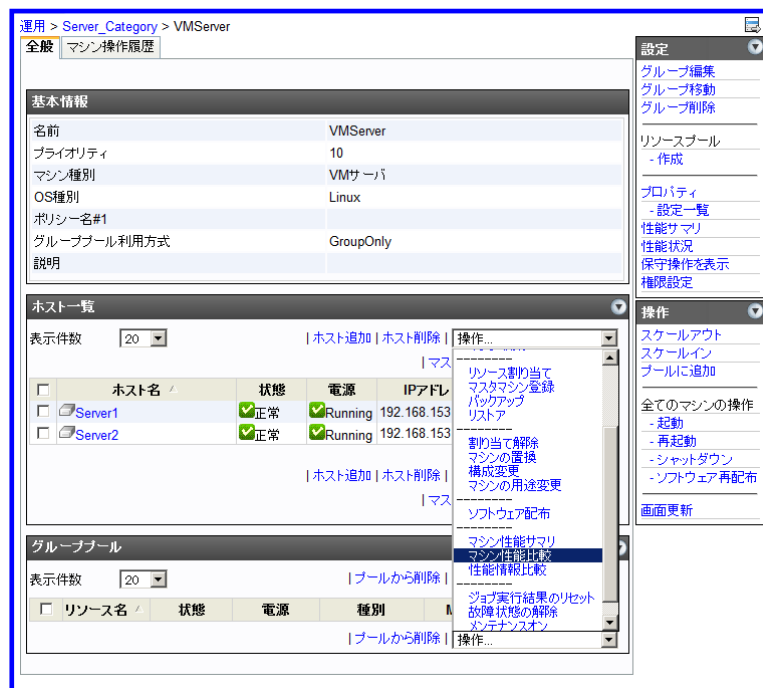 運用 > Server_Category > VMServer
全般 マシン操作履歴
基本情報
名前 VMServer
プライオリティ 10
マシン種別 VMサーバ
OS種別 Linux
ポリシー名#1
グループプール利用方式 GroupOnly
説明
ホスト一覧
表示件数 20 | ホスト追加 | ホスト削除 | 操作...
| マス
ホスト名 状態 電源 IPアドレ
Server1 正常 Running 192.168.153
Server2 正常 Running 192.168.153
| ホスト追加 | ホスト削除 |
| マス
--------
リソース割り当て
マスタマシン登録
バックアップ
リストア
--------
割り当て解除
マシンの置換
構成変更
マシンの用途変更
--------
ソフトウェア配布
--------
マシン性能サマリ
マシン性能比較
性能情報比較
--------
ジョブ実行結果のリセット
故障状態の解除
メンテナンスオン
グループプール
表示件数 20 | プールから削除 |
リソース名 状態 電源 種別
| プールから削除 | 操作...
設定
グループ編集
グループ移動
グループ削除
リソースプール
- 作成
プロパティ
- 設定一覧
性能サマリ
性能状況
保守操作を表示
権限設定
操作
スケールアウト
スケールイン
プールに追加
全てのマシンの操作
- 起動
- 再起動
- シャットダウン
- ソフトウェア再配布
画面更新